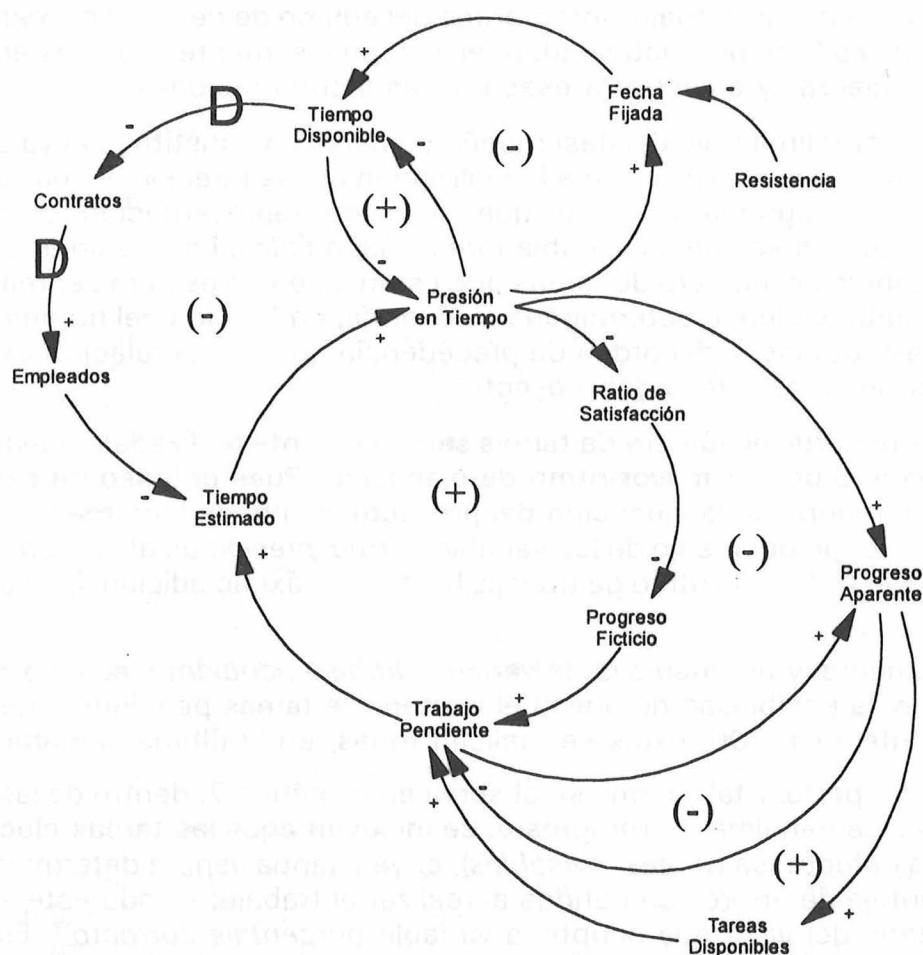 +
D
Tiempo
Disponible
Fecha
Fijada
-
-
(-)
+
Resistencia
Contratos
-
(+)
D
-
Presión
en Tiempo
(-)
+
+
-
Empleados
Ratio de
Satisfacción
-
Tiempo
Estimado
(+)
+
+
-
(-)
Progreso
Aparente
Progreso
Ficticio
+
+
Trabajo
Pendiente
-
+
(-)
(+)
+
Tareas
Disponibles